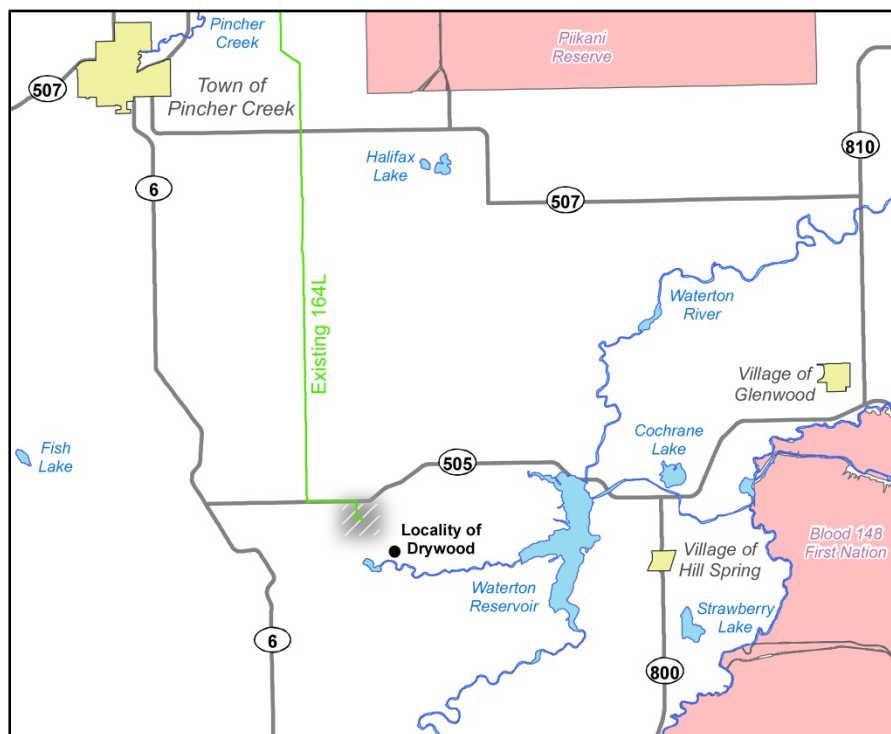 Pincher
Creek
Piikani
Reserve
507
Town of
Pincher Creek
810
Halifax
Lake
6
507
Existing 164L
Waterton
River
Village of
Glenwood
Fish
Lake
Cochrane
Lake
505
Locality of
Drywood
Blood 148
First Nation
Village of
Hill Spring
Waterton
Reservoir
Strawberry
Lake
6
800